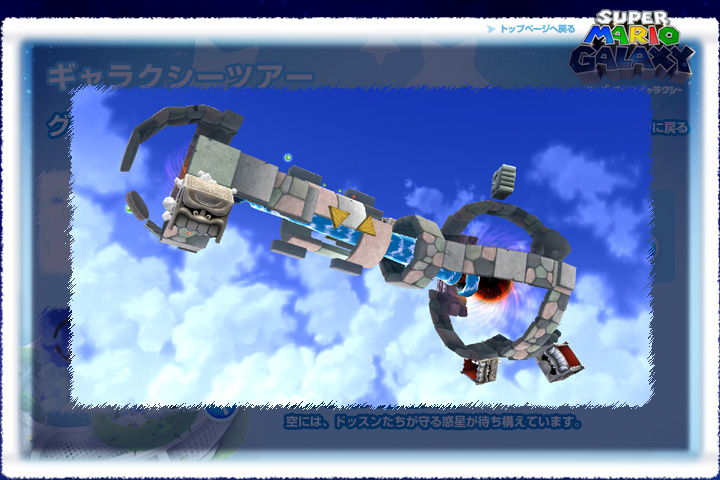 トップページへ戻る
SUPER
MARIO
GALAXY
ギャラクシーツアー
に戻る
空には、ドッスンたちが守る惑星が待ち構えています。